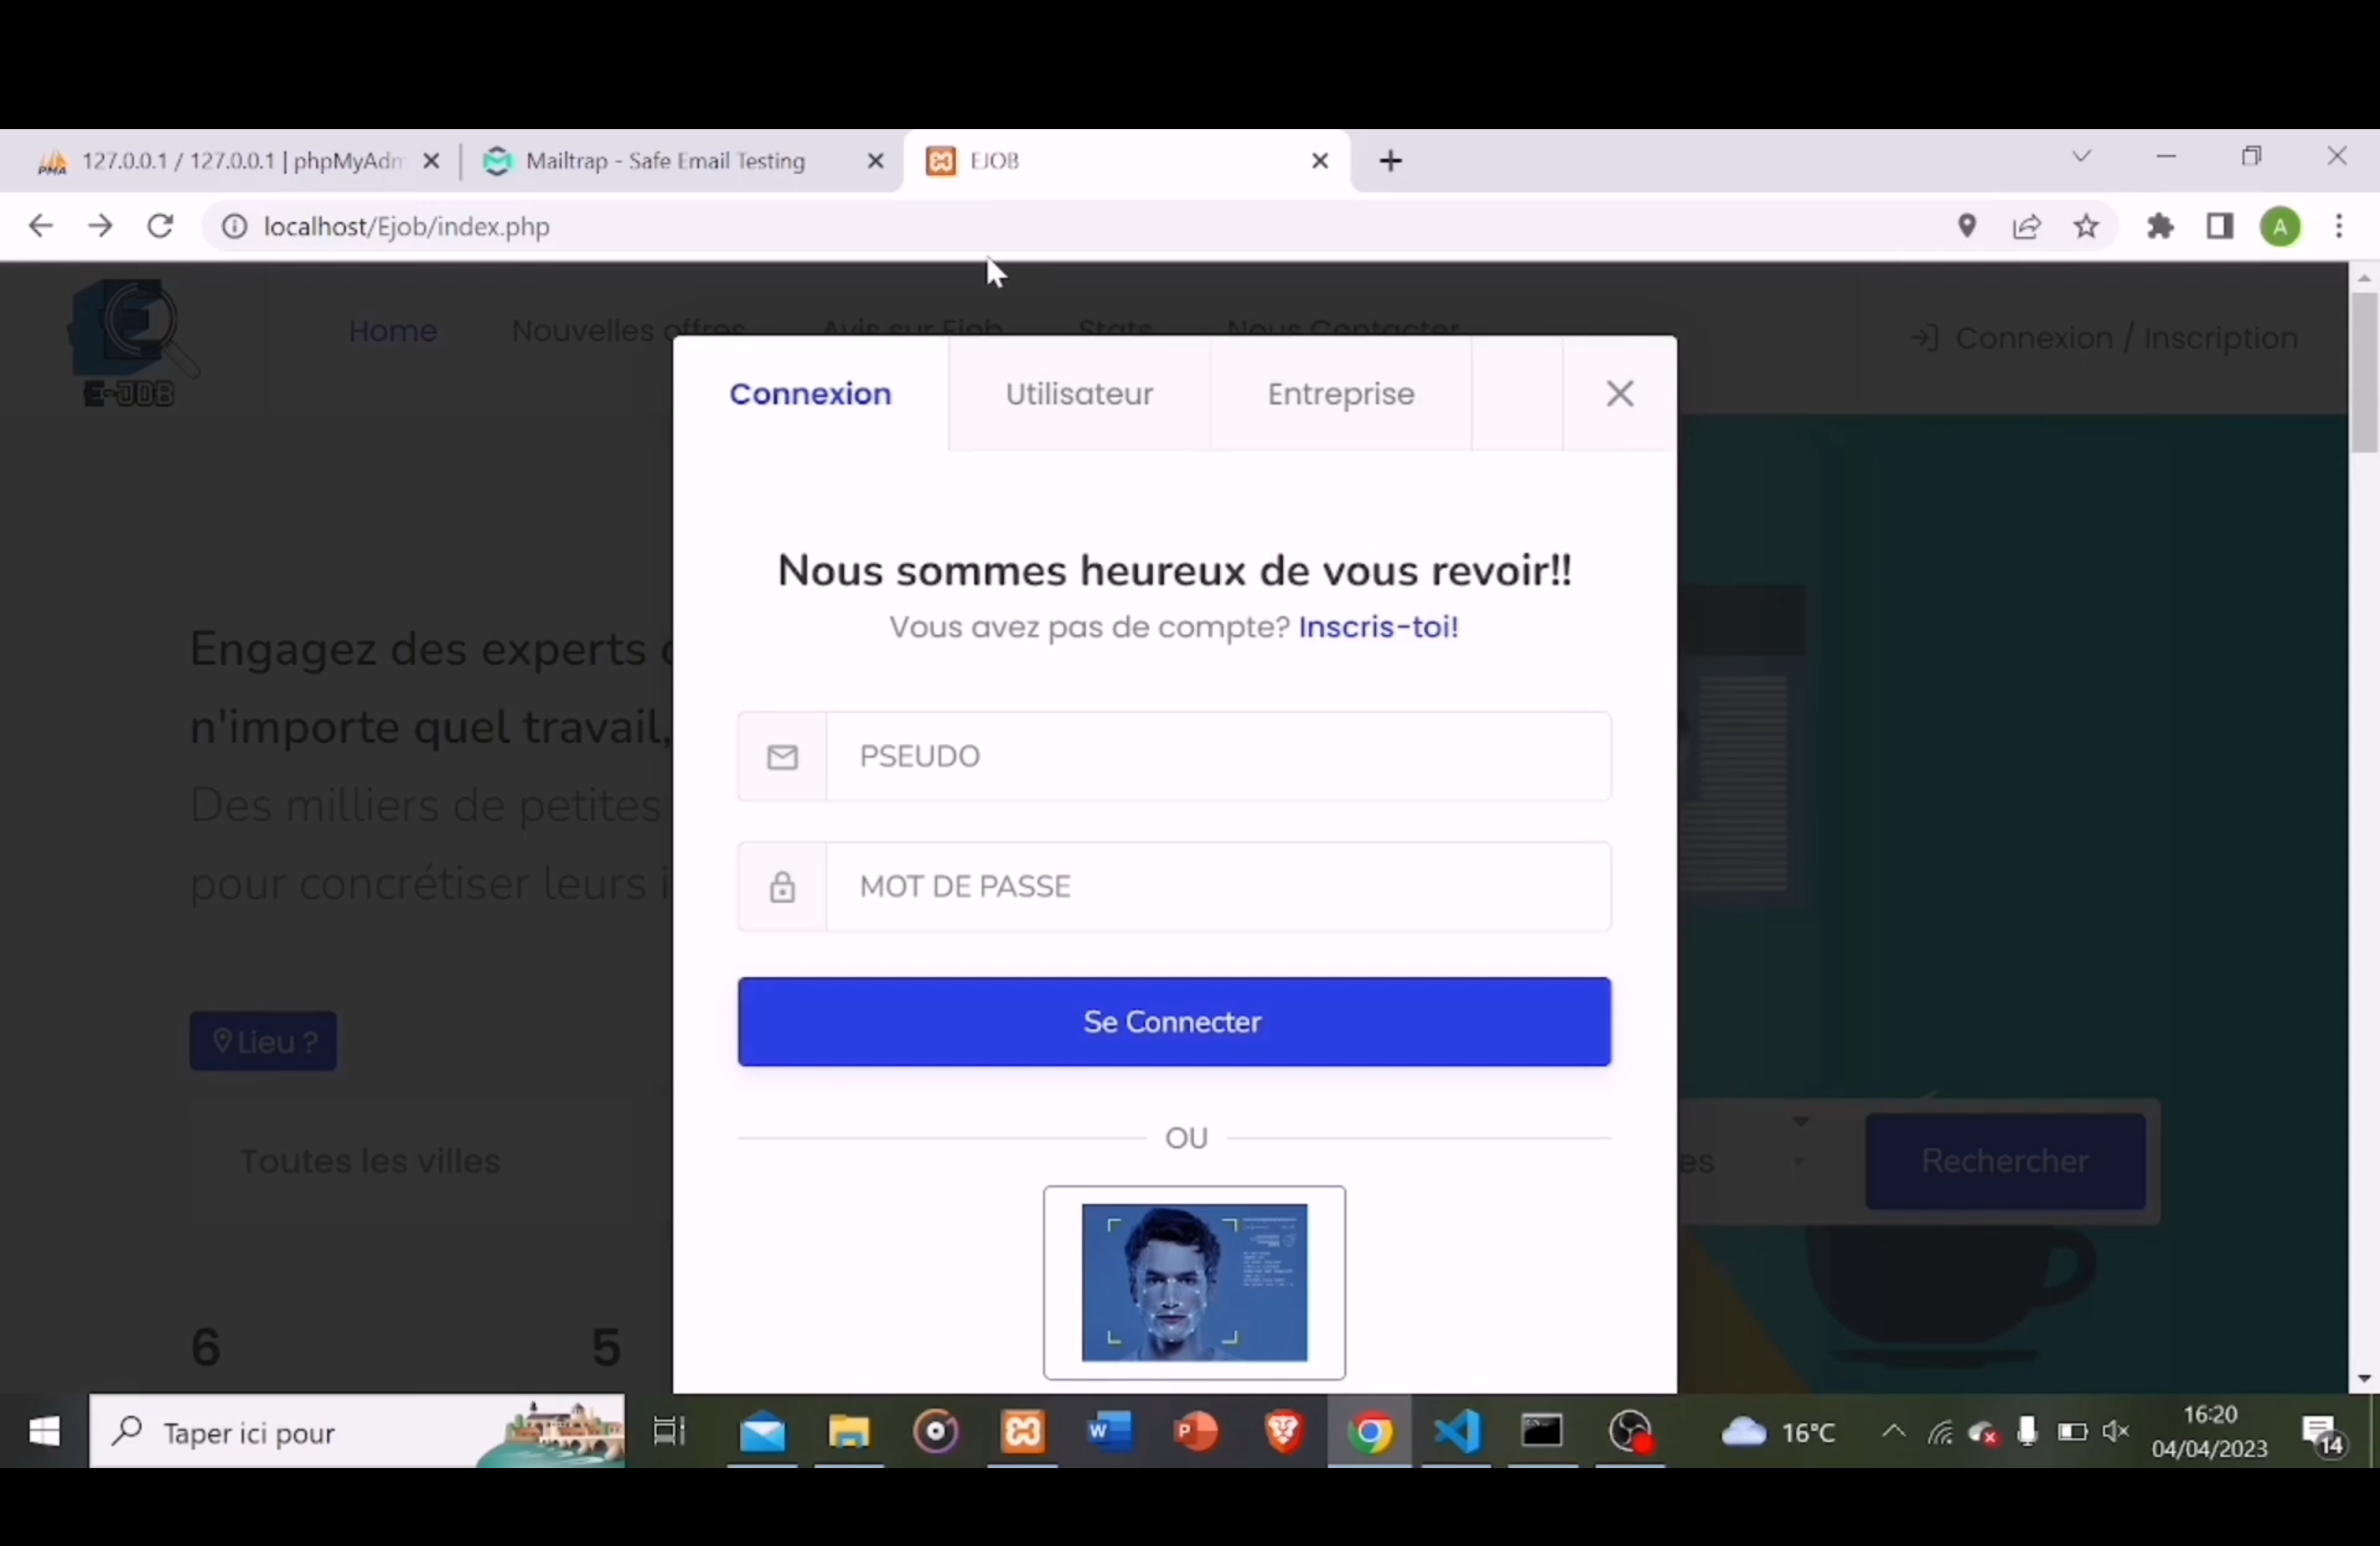 127.0.0.1 / 127.0.0.1 | phpMyAdm
Mailtrap - Safe Email Testing
EJOB
localhost/Ejob/index.php
A
E-JOB
Home
Nouvelles offres
Avis sur Ejob
Stats
Nous Contacter
Connexion / Inscription
Connexion
Utilisateur
Entreprise
Nous sommes heureux de vous revoir!!
Vous avez pas de compte? Inscris-toi!
Engagez des experts
n'importe quel travail,
Des milliers de petites
pour concrétiser leurs i
PSEUDO
MOT DE PASSE
Se Connecter
Lieu ?
OU
Toutes les villes
es
Rechercher
6
5
Taper ici pour
16°C
16:20
04/04/2023
14